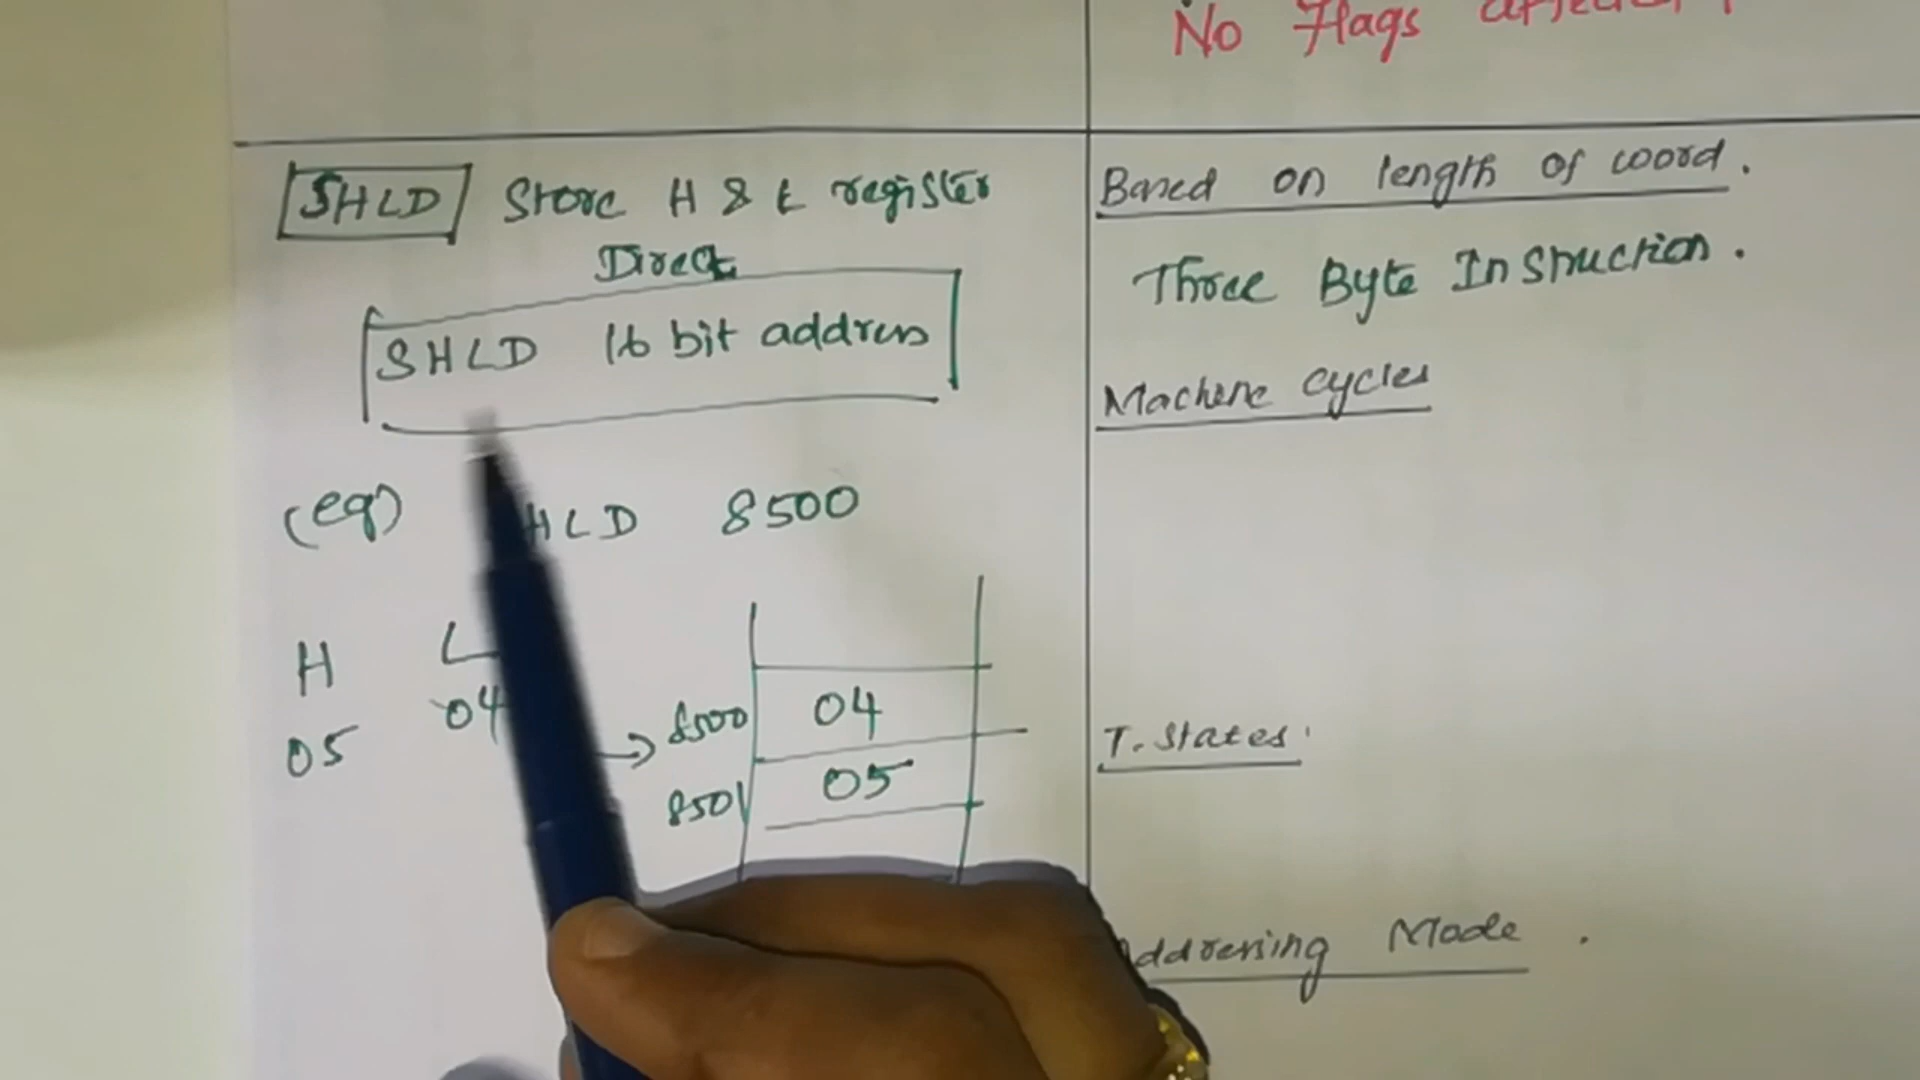 No Flags
SHLD Store H & L register
Direct
SHLD 16 bit address
(eg) HLD 8500
H L
05 04
8500 04
8501 05
Based on length of word.
Three Byte Instruction.
Machine cycles
T. States.
Addressing Mode.